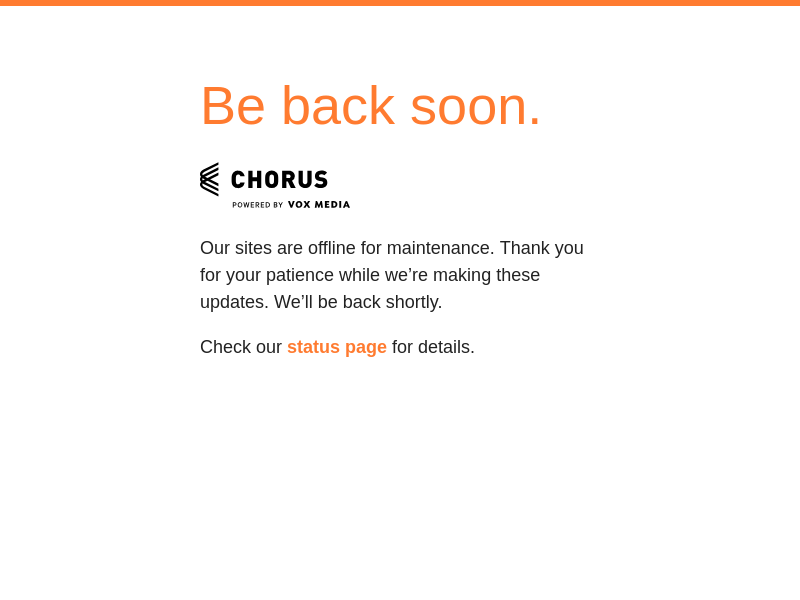 Be back soon.
CHORUS
POWERED BY VOX MEDIA
Our sites are offline for maintenance. Thank you
for your patience while we’re making these
updates. We’ll be back shortly.
Check our status page for details.